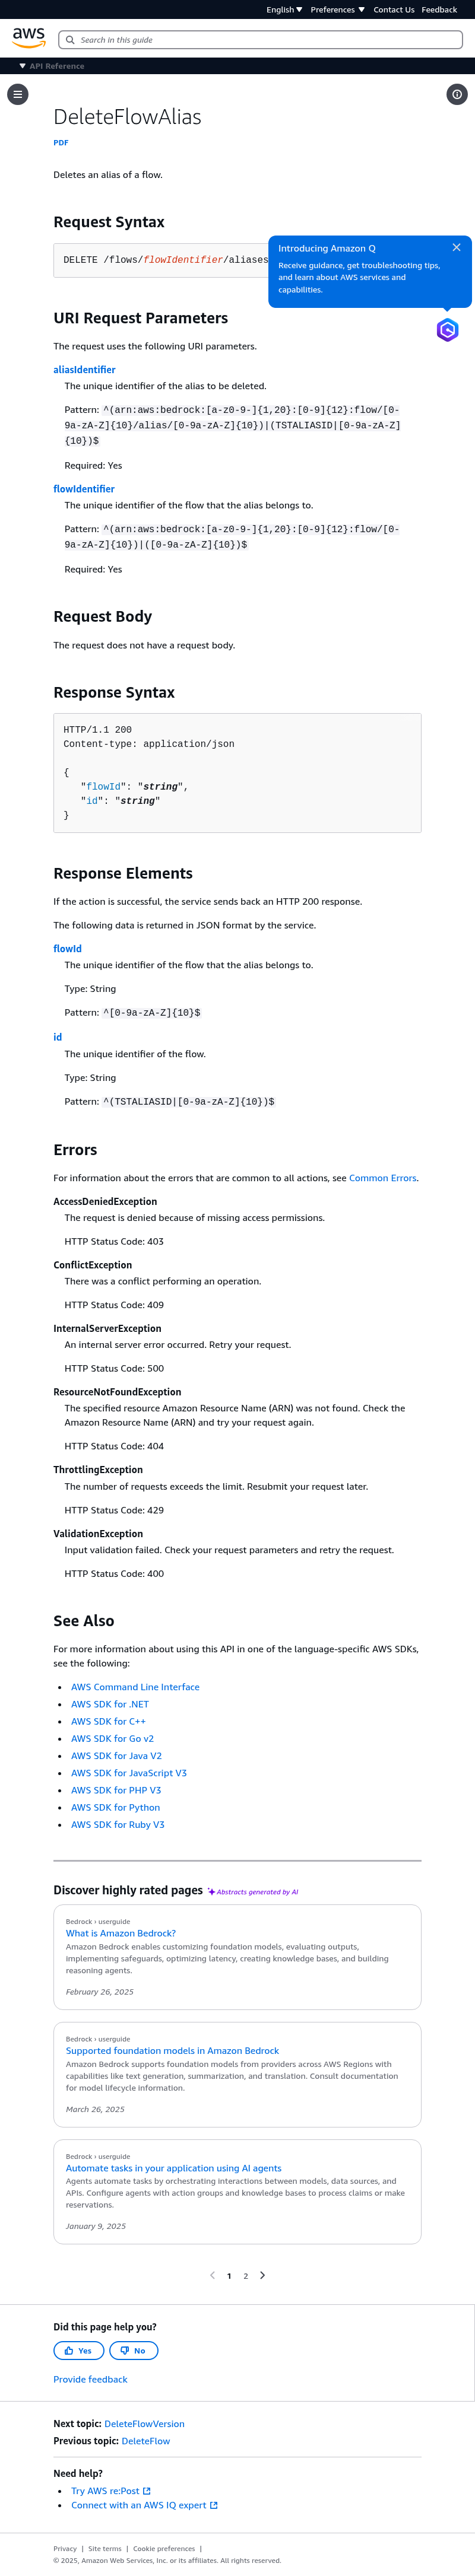 English Preferences Contact Us Feedback
aws
Search in this guide
API Reference
DeleteFlowAlias
PDF
Deletes an alias of a flow.
Request Syntax
DELETE /flows/flowIdentifier/aliases
Introducing Amazon Q
Receive guidance, get troubleshooting tips,
and learn about AWS services and
capabilities.
URI Request Parameters
The request uses the following URI parameters.
aliasIdentifier
The unique identifier of the alias to be deleted.
Pattern: ^(arn:aws:bedrock:[a-z0-9-]{1,20}:[0-9]{12}:flow/[0-
9a-zA-Z]{10}/alias/[0-9a-zA-Z]{10})|(TSTALIASID|[0-9a-zA-Z]
{10})$
Required: Yes
flowIdentifier
The unique identifier of the flow that the alias belongs to.
Pattern: ^(arn:aws:bedrock:[a-z0-9-]{1,20}:[0-9]{12}:flow/[0-
9a-zA-Z]{10})|([0-9a-zA-Z]{10})$
Required: Yes
Request Body
The request does not have a request body.
Response Syntax
HTTP/1.1 200
Content-type: application/json
{
"flowId": "string",
"id": "string"
}
Response Elements
If the action is successful, the service sends back an HTTP 200 response.
The following data is returned in JSON format by the service.
flowId
The unique identifier of the flow that the alias belongs to.
Type: String
Pattern: ^[0-9a-zA-Z]{10}$
id
The unique identifier of the flow.
Type: String
Pattern: ^(TSTALIASID|[0-9a-zA-Z]{10})$
Errors
For information about the errors that are common to all actions, see Common Errors.
AccessDeniedException
The request is denied because of missing access permissions.
HTTP Status Code: 403
ConflictException
There was a conflict performing an operation.
HTTP Status Code: 409
InternalServerException
An internal server error occurred. Retry your request.
HTTP Status Code: 500
ResourceNotFoundException
The specified resource Amazon Resource Name (ARN) was not found. Check the
Amazon Resource Name (ARN) and try your request again.
HTTP Status Code: 404
ThrottlingException
The number of requests exceeds the limit. Resubmit your request later.
HTTP Status Code: 429
ValidationException
Input validation failed. Check your request parameters and retry the request.
HTTP Status Code: 400
See Also
For more information about using this API in one of the language-specific AWS SDKs,
see the following:
• AWS Command Line Interface
• AWS SDK for .NET
• AWS SDK for C++
• AWS SDK for Go v2
• AWS SDK for Java V2
• AWS SDK for JavaScript V3
• AWS SDK for PHP V3
• AWS SDK for Python
• AWS SDK for Ruby V3
Discover highly rated pages Abstracts generated by AI
Bedrock › userguide
What is Amazon Bedrock?
Amazon Bedrock enables customizing foundation models, evaluating outputs,
implementing safeguards, optimizing latency, creating knowledge bases, and building
reasoning agents.
February 26, 2025
Bedrock › userguide
Supported foundation models in Amazon Bedrock
Amazon Bedrock supports foundation models from providers across AWS Regions with
capabilities like text generation, summarization, and translation. Consult documentation
for model lifecycle information.
March 26, 2025
Bedrock › userguide
Automate tasks in your application using AI agents
Agents automate tasks by orchestrating interactions between models, data sources, and
APIs. Configure agents with action groups and knowledge bases to process claims or make
reservations.
January 9, 2025
1 2
Did this page help you?
Yes No
Provide feedback
Next topic: DeleteFlowVersion
Previous topic: DeleteFlow
Need help?
• Try AWS re:Post
• Connect with an AWS IQ expert
Privacy | Site terms | Cookie preferences |
© 2025, Amazon Web Services, Inc. or its affiliates. All rights reserved.